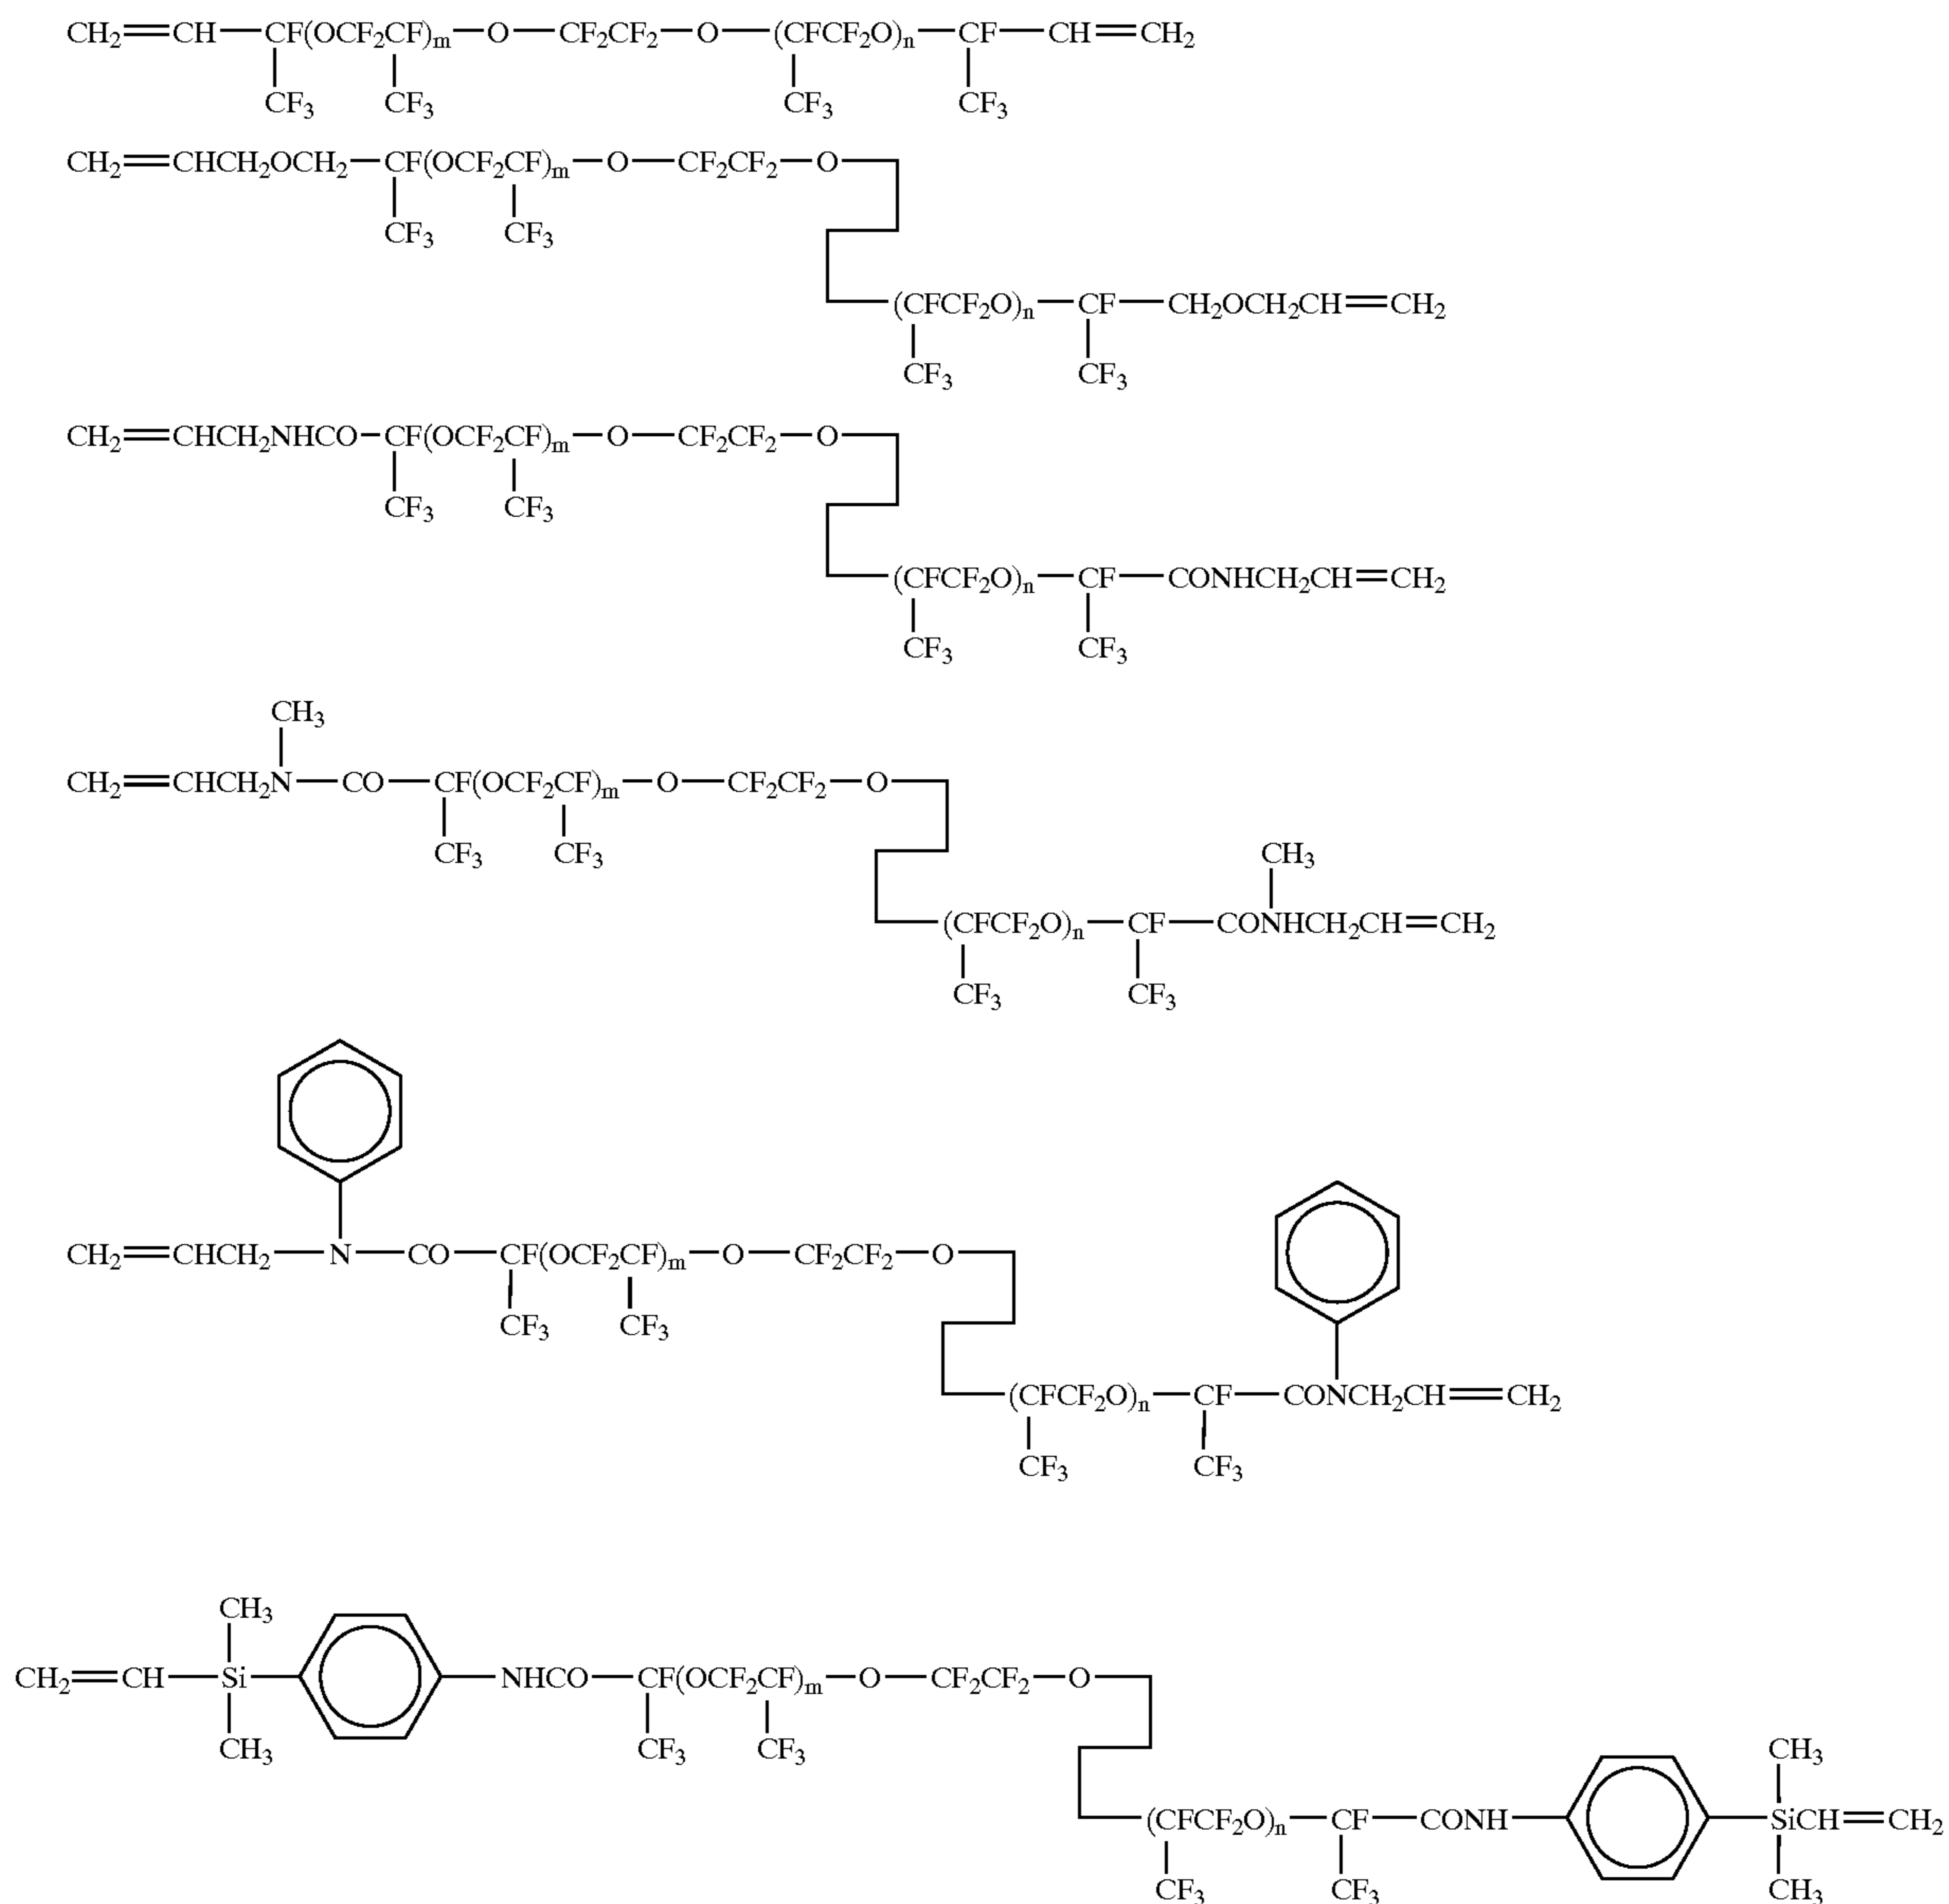 CH2=CH—CF(OCF2CF)m—O—CF2CF2—O—(CFCF2O)n—CF—CH=CH2
CF3 CF3 CF3 CF3
CH2=CHCH2OCH2—CF(OCF2CF)m—O—CF2CF2—O
CF3 CF3
(CFCF2O)n—CF—CH2OCH2CH=CH2
CF3 CF3
CH2=CHCH2NHCO—CF(OCF2CF)m—O—CF2CF2—O
CF3 CF3
(CFCF2O)n—CF—CONHCH2CH=CH2
CF3 CF3
CH3
CH2=CHCH2N—CO—CF(OCF2CF)m—O—CF2CF2—O
CF3 CF3
CH3
(CFCF2O)n—CF—CONHCH2CH=CH2
CF3 CF3
CH2=CHCH2—N—CO—CF(OCF2CF)m—O—CF2CF2—O
CF3 CF3
(CFCF2O)n—CF—CONCH2CH=CH2
CF3 CF3
CH3
CH2=CH—Si—NHCO—CF(OCF2CF)m—O—CF2CF2—O
CH3 CF3 CF3
CH3
(CFCF2O)n—CF—CONH—SiCH=CH2
CF3 CF3 CH3